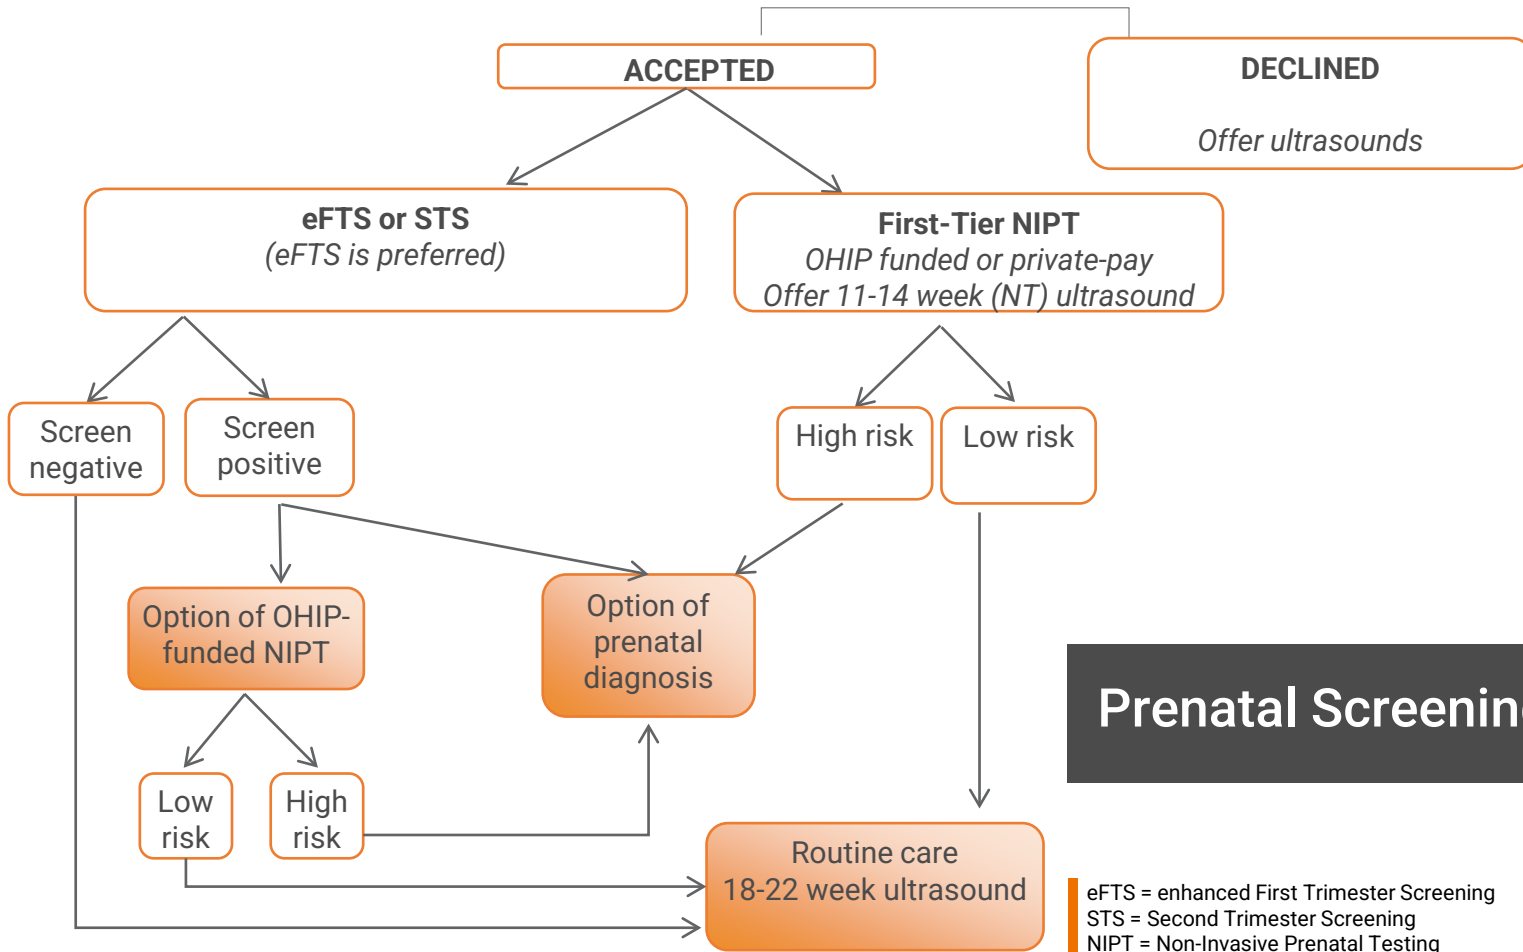 ACCEPTED
DECLINED
Offer ultrasounds
eFTS or STS
(eFTS is preferred)
First-Tier NIPT
OHIP funded or private-pay
Offer 11-14 week (NT) ultrasound
Screen
negative
Screen
positive
High risk
Low risk
Option of OHIP-
funded NIPT
Option of
prenatal
diagnosis
Prenatal Screening
Low
risk
High
risk
Routine care
18-22 week ultrasound
eFTS = enhanced First Trimester Screening
STS = Second Trimester Screening
NIPT = Non-Invasive Prenatal Testing